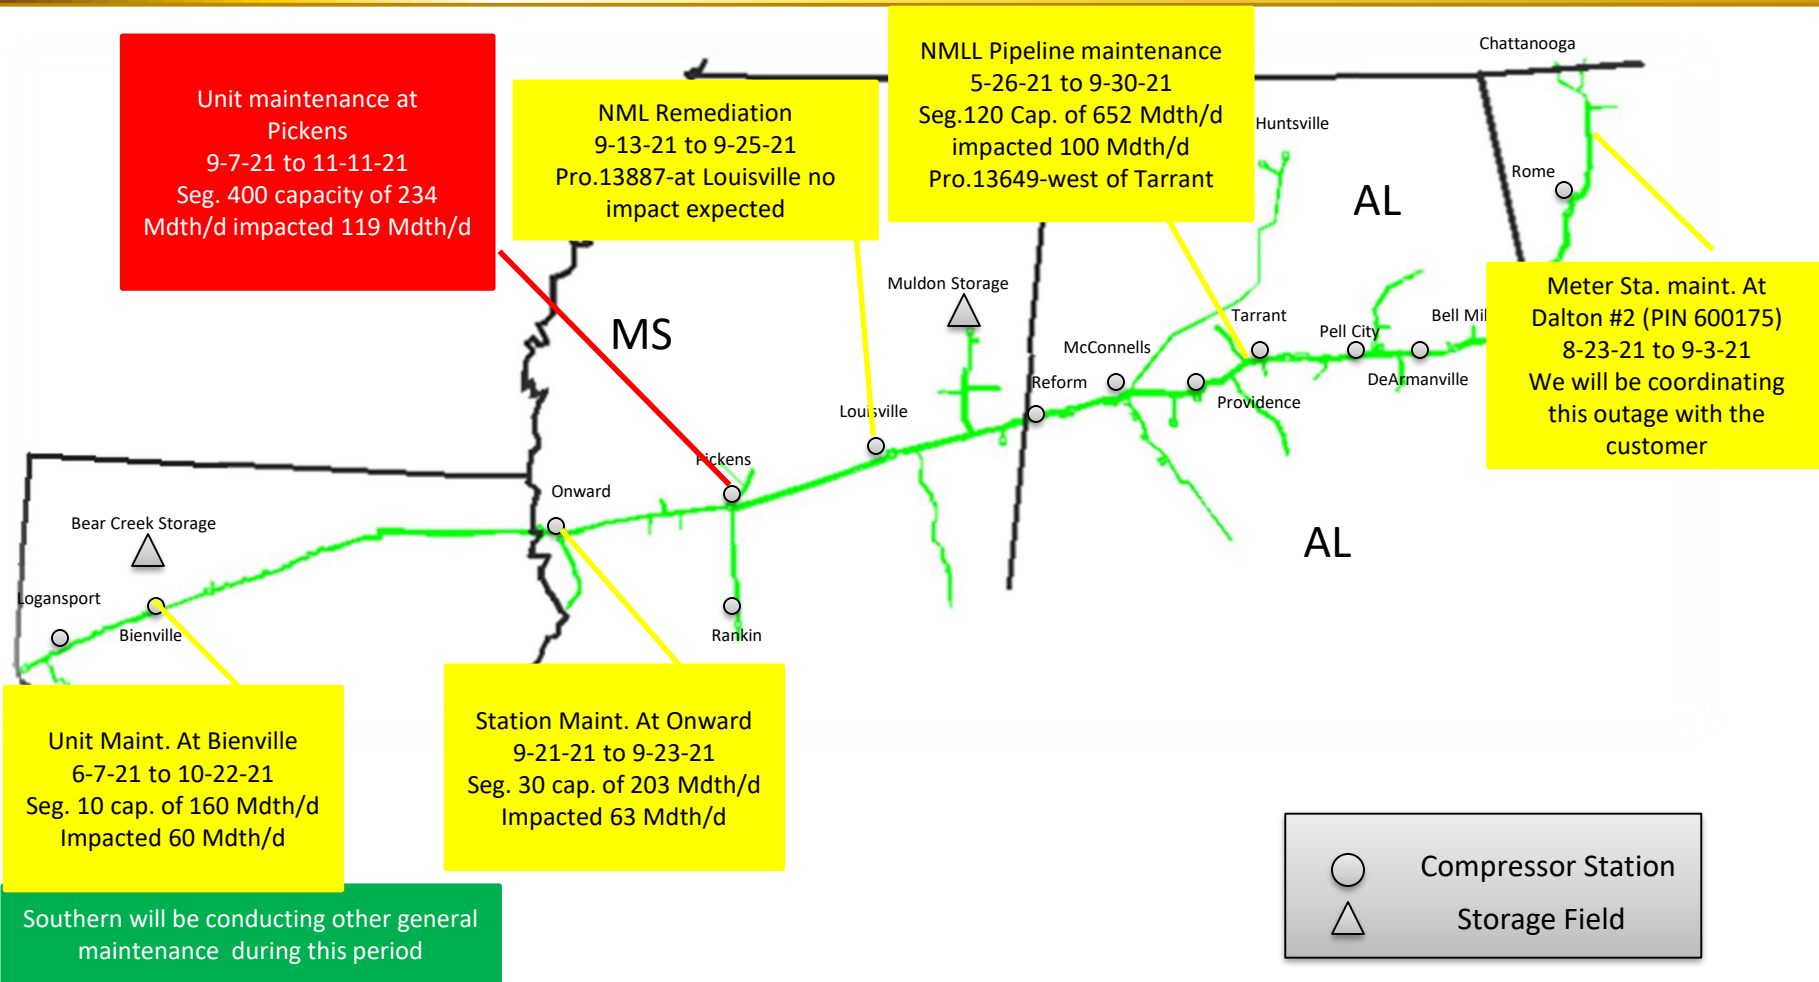 Unit maintenance at
Pickens
9-7-21 to 11-11-21
Seg. 400 capacity of 234
Mdth/d impacted 119 Mdth/d
NML Remediation
9-13-21 to 9-25-21
Pro.13887-at Louisville no
impact expected
NMLL Pipeline maintenance
5-26-21 to 9-30-21
Seg.120 Cap. of 652 Mdth/d
impacted 100 Mdth/d
Pro.13649-west of Tarrant
Chattanooga
Huntsville
Rome
AL
Meter Sta. maint. At
Dalton #2 (PIN 600175)
8-23-21 to 9-3-21
We will be coordinating
this outage with the
customer
Muldon Storage
MS
Tarrant
Pell City
Bell Mil
McConnells
Reform
DeArmanville
Providence
Louisville
Pickens
Onward
AL
Bear Creek Storage
Logansport
Bienville
Rankin
Unit Maint. At Bienville
6-7-21 to 10-22-21
Seg. 10 cap. of 160 Mdth/d
Impacted 60 Mdth/d
Station Maint. At Onward
9-21-21 to 9-23-21
Seg. 30 cap. of 203 Mdth/d
Impacted 63 Mdth/d
Southern will be conducting other general
maintenance during this period
Compressor Station
Storage Field